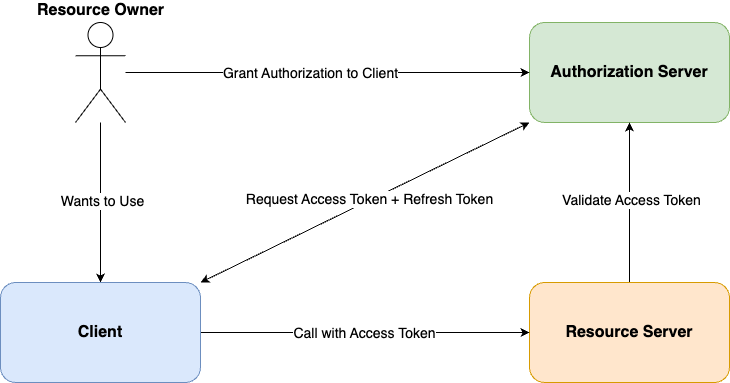 Resource Owner
Grant Authorization to Client
Authorization Server
Wants to Use
Request Access Token + Refresh Token
Validate Access Token
Client
Call with Access Token
Resource Server